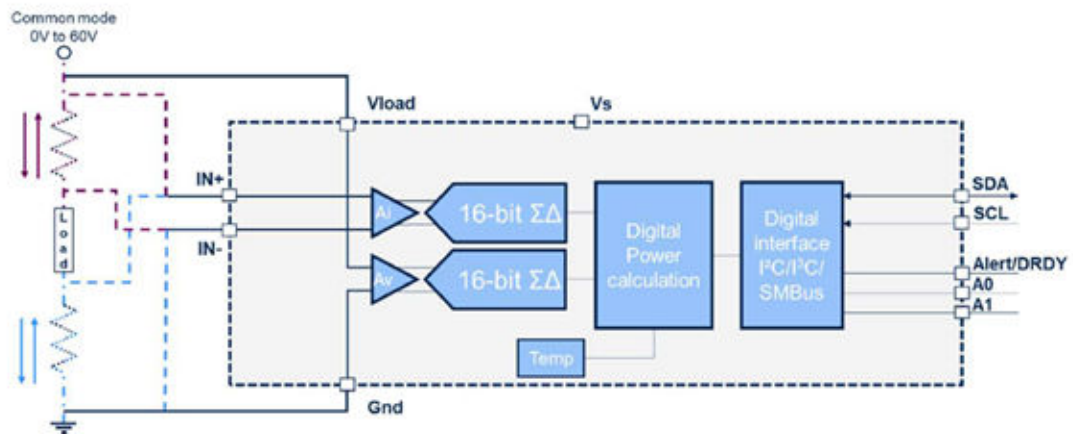 Common mode
0V to 60V
Vload
Vs
IN+
IN-
Load
Ai
16-bit ΣΔ
Av
16-bit ΣΔ
Digital
Power
calculation
Digital
interface
I²C/I³C/
SMBus
Temp
SDA
SCL
Alert/DRDY
A0
A1
Gnd